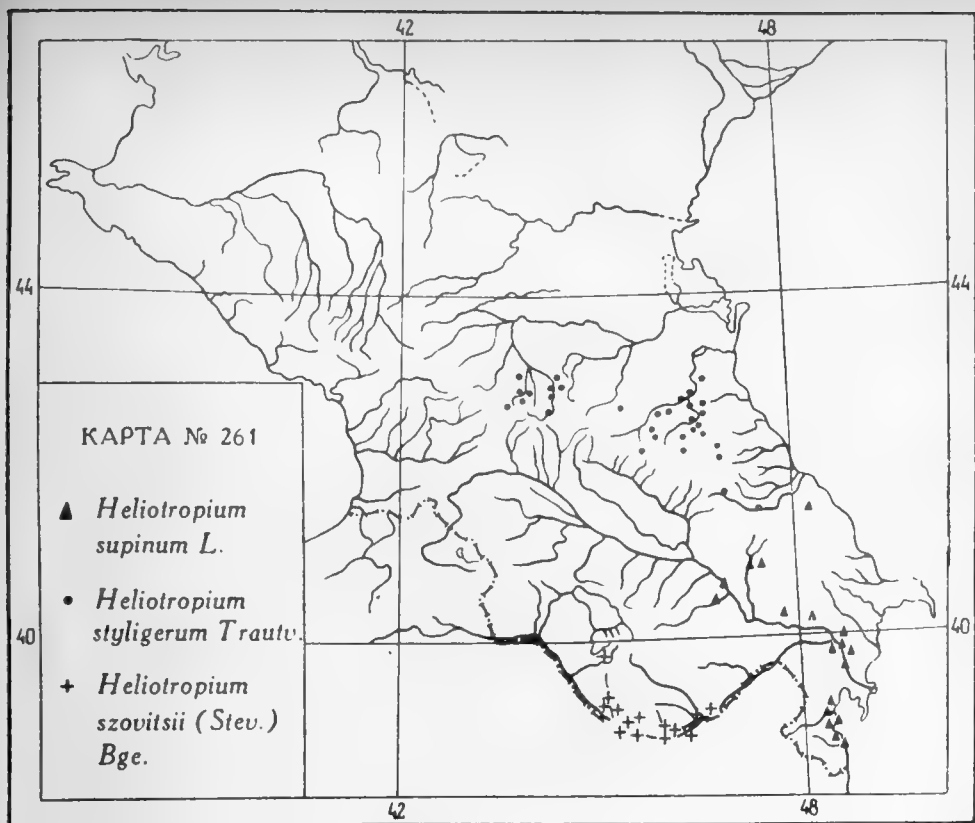 42 48
44 44
КАРТА № 261
Heliotropium
supinum L.
Heliotropium
styligerum Trautv.
Heliotropium
szovitsii (Stev.)
Bge.
40 40
42 48